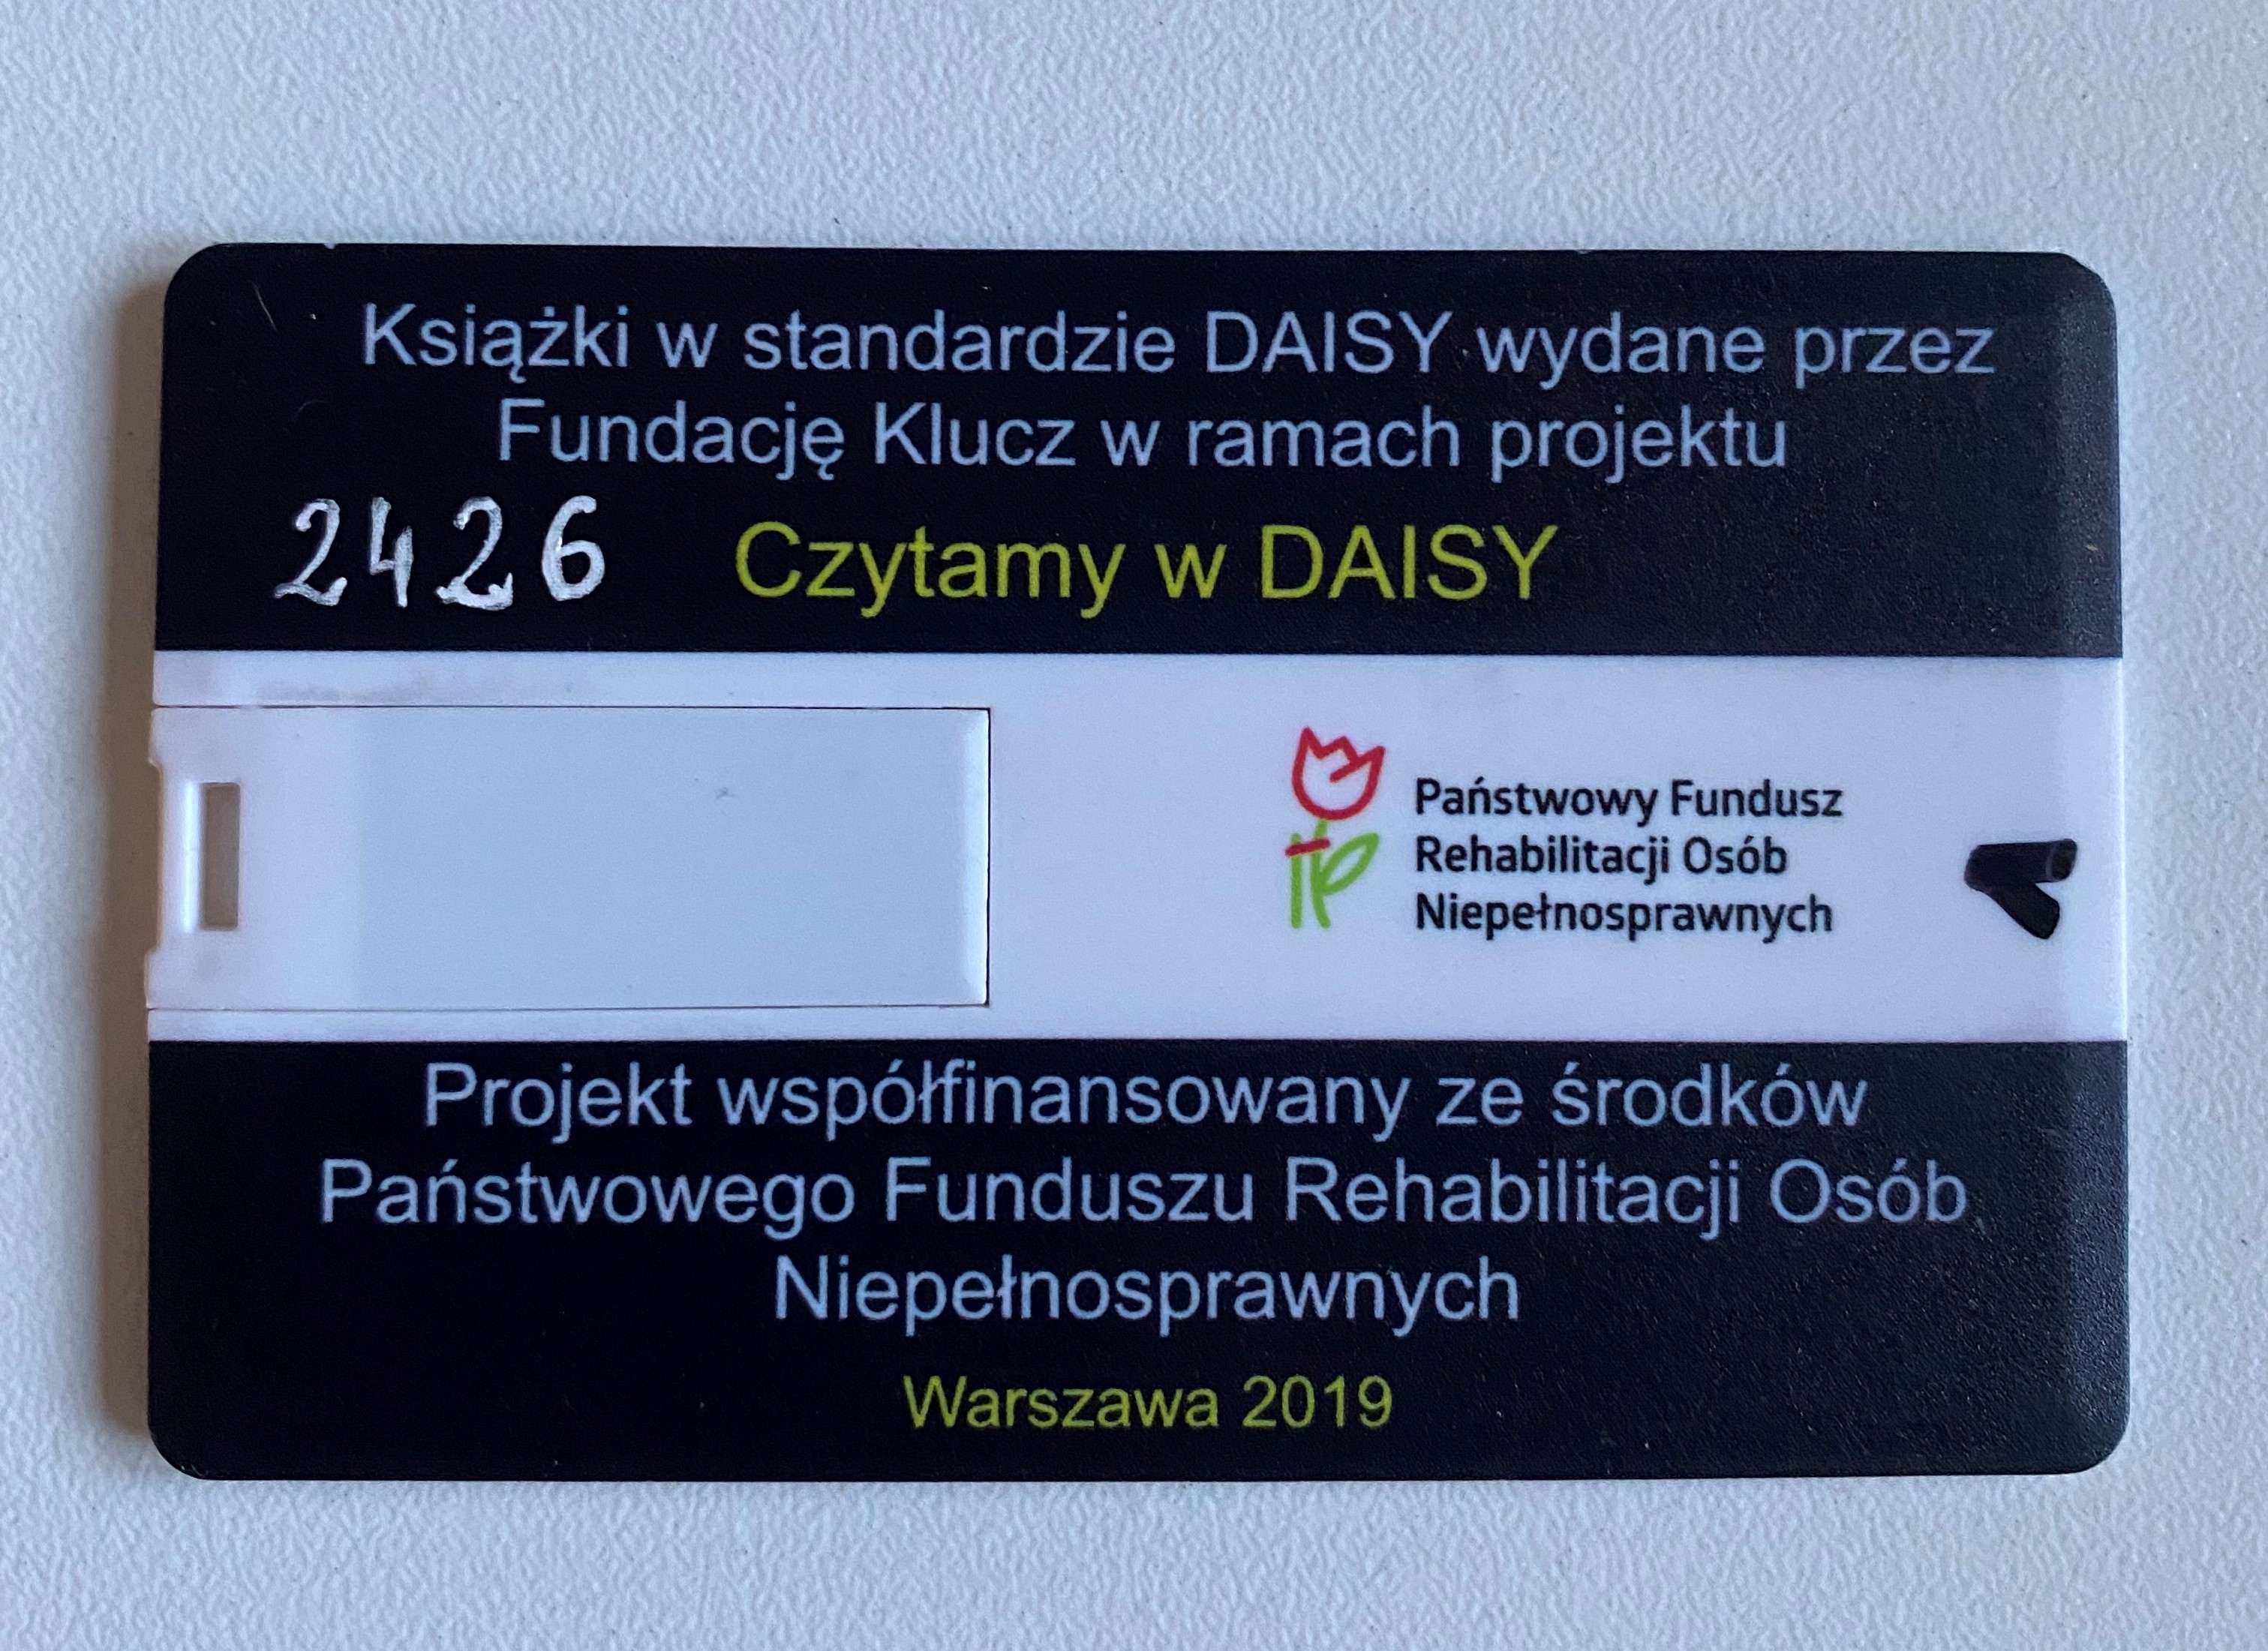 Książki w standardzie DAISY wydane przez
Fundację Klucz w ramach projektu
2426
Czytamy w DAISY
Państwowy Fundusz
Rehabilitacji Osób
Niepełnosprawnych
Projekt współfinansowany ze środków
Państwowego Funduszu Rehabilitacji Osób
Niepełnosprawnych
Warszawa 2019